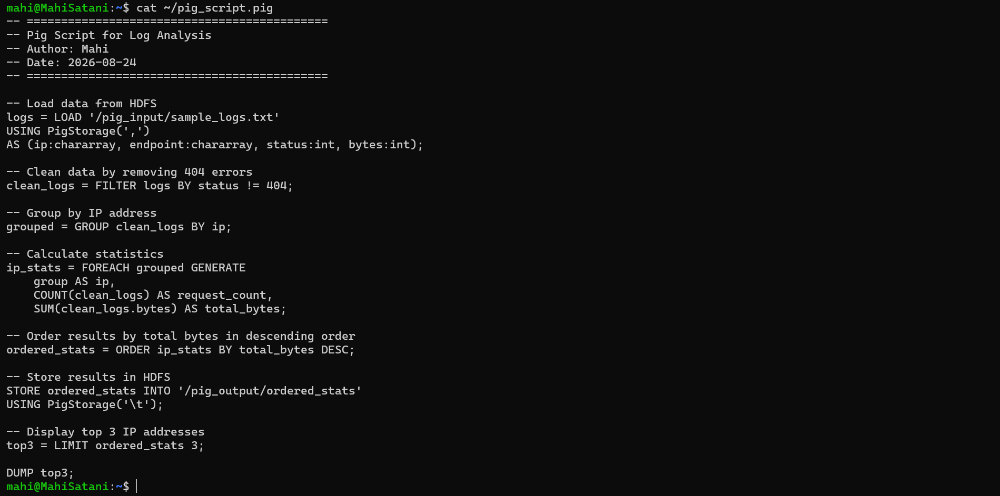 mahi@MahiSatani:~$ cat ~/pig_script.pig
-- ============================================
-- Pig Script for Log Analysis
-- Author: Mahi
-- Date: 2026-08-24
-- ============================================

-- Load data from HDFS
logs = LOAD '/pig_input/sample_logs.txt'
USING PigStorage(',')
AS (ip:chararray, endpoint:chararray, status:int, bytes:int);

-- Clean data by removing 404 errors
clean_logs = FILTER logs BY status != 404;

-- Group by IP address
grouped = GROUP clean_logs BY ip;

-- Calculate statistics
ip_stats = FOREACH grouped GENERATE
    group AS ip,
    COUNT(clean_logs) AS request_count,
    SUM(clean_logs.bytes) AS total_bytes;

-- Order results by total bytes in descending order
ordered_stats = ORDER ip_stats BY total_bytes DESC;

-- Store results in HDFS
STORE ordered_stats INTO '/pig_output/ordered_stats'
USING PigStorage('\t');

-- Display top 3 IP addresses
top3 = LIMIT ordered_stats 3;

DUMP top3;
mahi@MahiSatani:~$